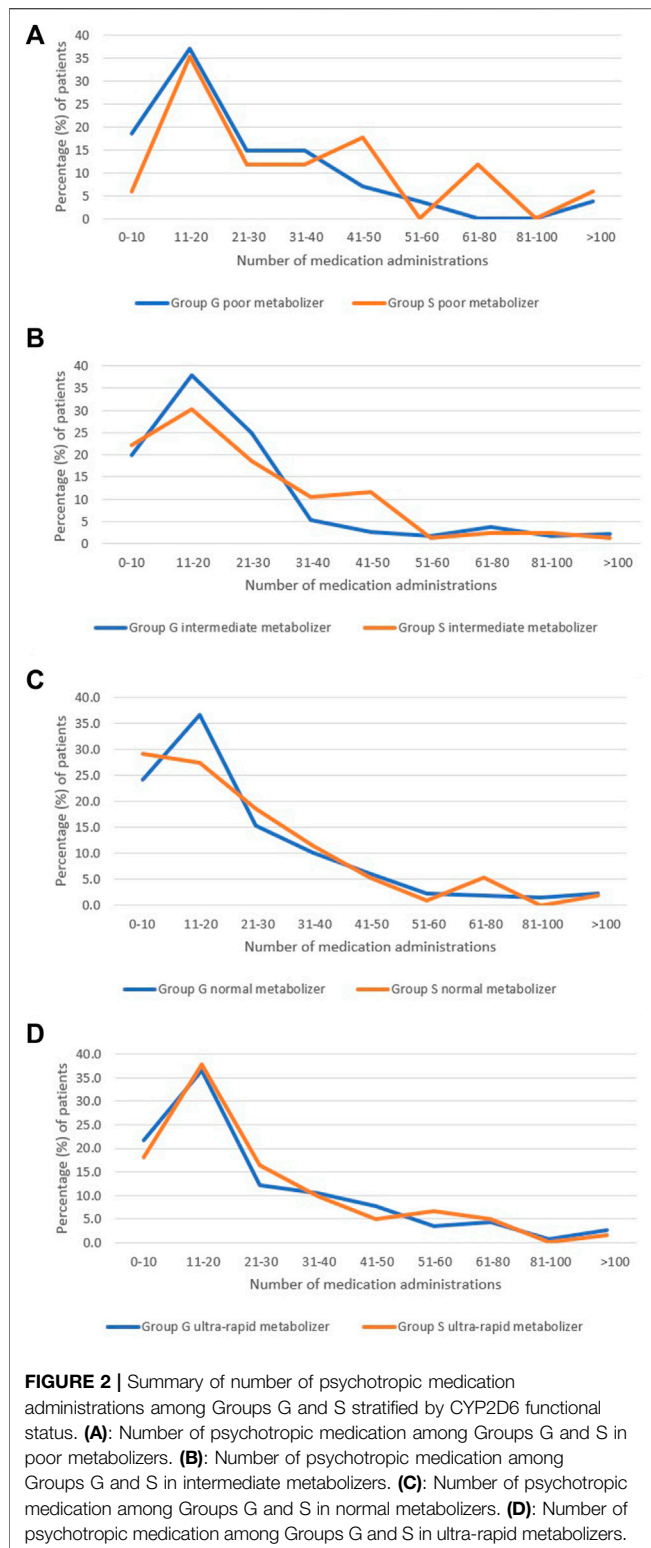 A
Percentage (%) of patients
40
35
30
25
20
15
10
5
0
0-10 11-20 21-30 31-40 41-50 51-60 61-80 81-100 >100
Number of medication administrations
Group G poor metabolizer Group S poor metabolizer
B
Percentage (%) of patients
40
35
30
25
20
15
10
5
0
0-10 11-20 21-30 31-40 41-50 51-60 61-80 81-100 >100
Number of medication administrations
Group G intermediate metabolizer Group S intermediate metabolizer
C
Percentage (%) of patients
40.0
35.0
30.0
25.0
20.0
15.0
10.0
5.0
0.0
0-10 11-20 21-30 31-40 41-50 51-60 61-80 81-100 >100
Number of medication administrations
Group G normal metabolizer Group S normal metabolizer
D
Percentage (%) of patients
40.0
35.0
30.0
25.0
20.0
15.0
10.0
5.0
0.0
0-10 11-20 21-30 31-40 41-50 51-60 61-80 81-100 >100
Number of medication administrations
Group G ultra-rapid metabolizer Group S ultra-rapid metabolizer
FIGURE 2 | Summary of number of psychotropic medication
administrations among Groups G and S stratified by CYP2D6 functional
status. (A): Number of psychotropic medication among Groups G and S in
poor metabolizers. (B): Number of psychotropic medication among
Groups G and S in intermediate metabolizers. (C): Number of psychotropic
medication among Groups G and S in normal metabolizers. (D): Number of
psychotropic medication among Groups G and S in ultra-rapid metabolizers.